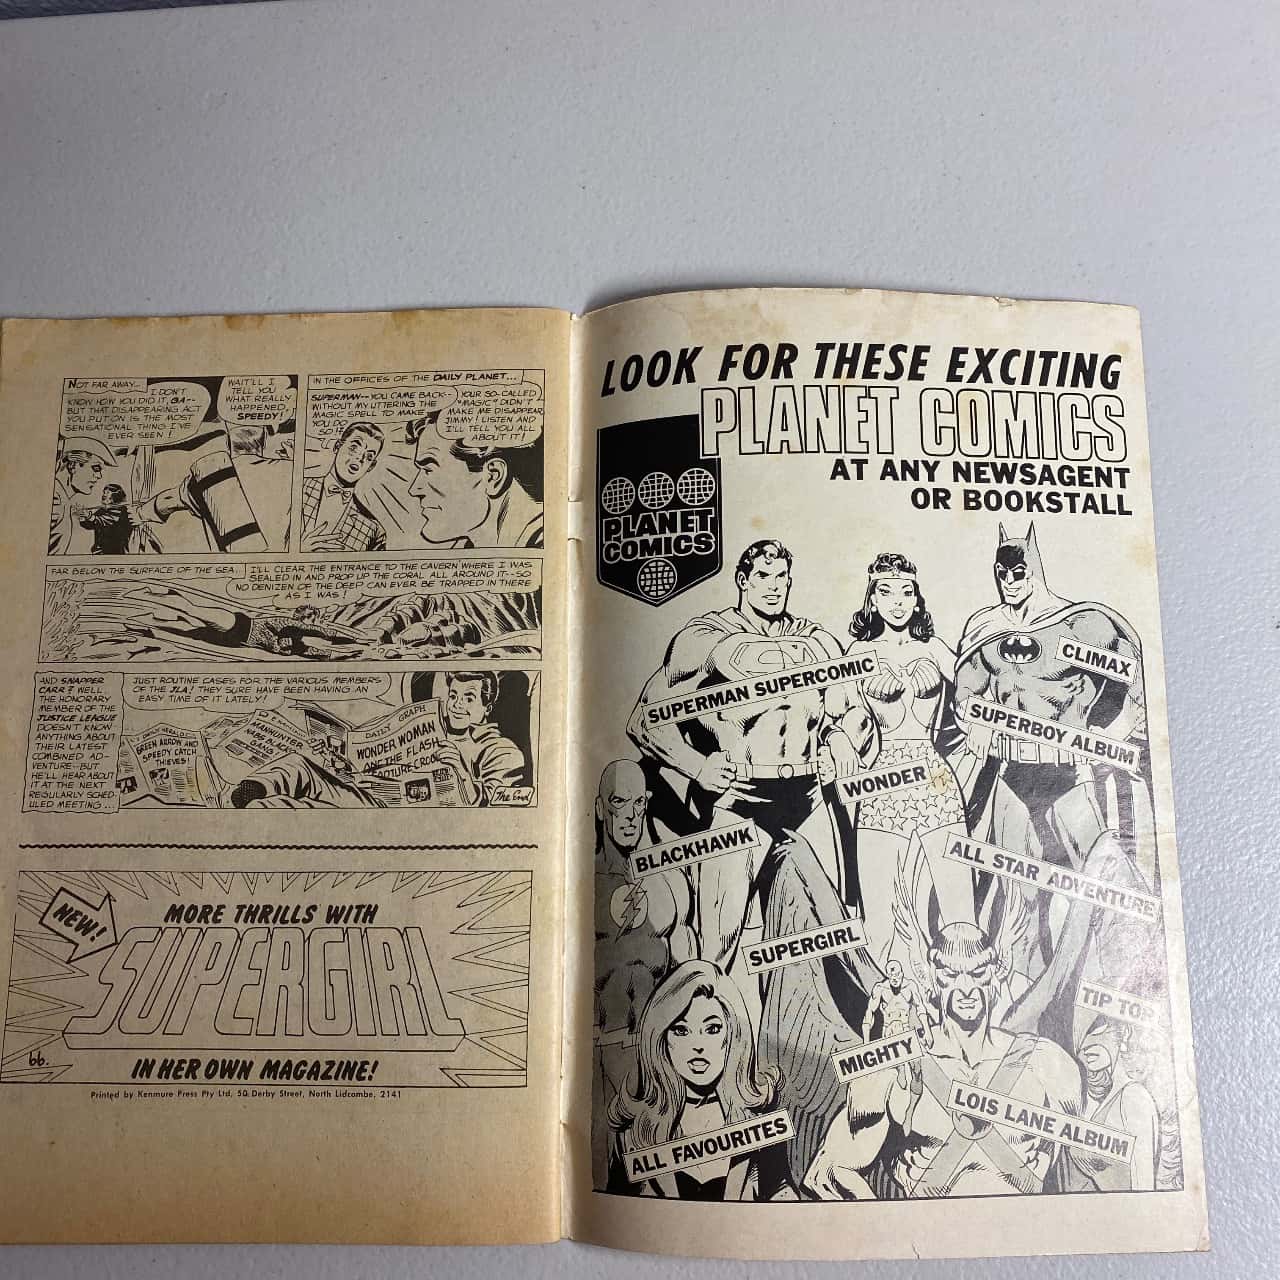 NOT FAR AWAY...
I DON'T
KNOW HOW YOU DID IT, GA--
BUT THAT DISAPPEARING ACT
YOU PUT ON IS THE MOST
SENSATIONAL THING I'VE
EVER SEEN!
WAIT'LL I
TELL YOU
WHAT REALLY
HAPPENED,
SPEEDY!
IN THE OFFICES OF THE DAILY PLANET...
SUPERMAN--YOU CAME BACK--
WITHOUT MY UTTERING THE
MAGIC SPELL TO MAKE
YOU DO
SO!
YOUR SO-CALLED
"MAGIC" DIDN'T
MAKE ME DISAPPEAR,
JIMMY! LISTEN AND
I'LL TELL YOU ALL
ABOUT IT!
FAR BELOW THE SURFACE OF THE SEA...
I'LL CLEAR THE ENTRANCE TO THE CAVERN WHERE I WAS
SEALED IN AND PROP UP THE CORAL ALL AROUND IT--SO
NO DENIZEN OF THE DEEP CAN EVER BE TRAPPED IN THERE
AS I WAS!
AND SNAPPER
CARR? WELL...
THE HONORARY
MEMBER OF THE
JUSTICE LEAGUE
DOESN'T KNOW
ANYTHING ABOUT
THEIR LATEST
COMBINED AD-
VENTURE--BUT
HE'LL HEAR ABOUT
IT AT THE NEXT
REGULARLY SCHED-
ULED MEETING...
JUST ROUTINE CASES FOR THE VARIOUS MEMBERS
OF THE JLA! THEY SURE HAVE BEEN HAVING AN
EASY TIME OF IT LATELY!
GREEN ARROW AND
SPEEDY CATCH
THIEVES!
MANHUNTER
NABS
GANG
DAILY GRAPH
WONDER WOMAN
AND THE FLASH
CAPTURE CROOK
The End
NEW!
MORE THRILLS WITH
SUPERGIRL
IN HER OWN MAGAZINE!
66.
Printed by Kenmure Press Pty Ltd, 50 Derby Street, North Lidcombe, 2141
LOOK FOR THESE EXCITING
PLANET COMICS
AT ANY NEWSAGENT
OR BOOKSTALL
PLANET
COMICS
SUPERMAN SUPERCOMIC
CLIMAX
SUPERBOY ALBUM
WONDER
BLACKHAWK
ALL STAR ADVENTURE
SUPERGIRL
TIP TOP
MIGHTY
LOIS LANE ALBUM
ALL FAVOURITES